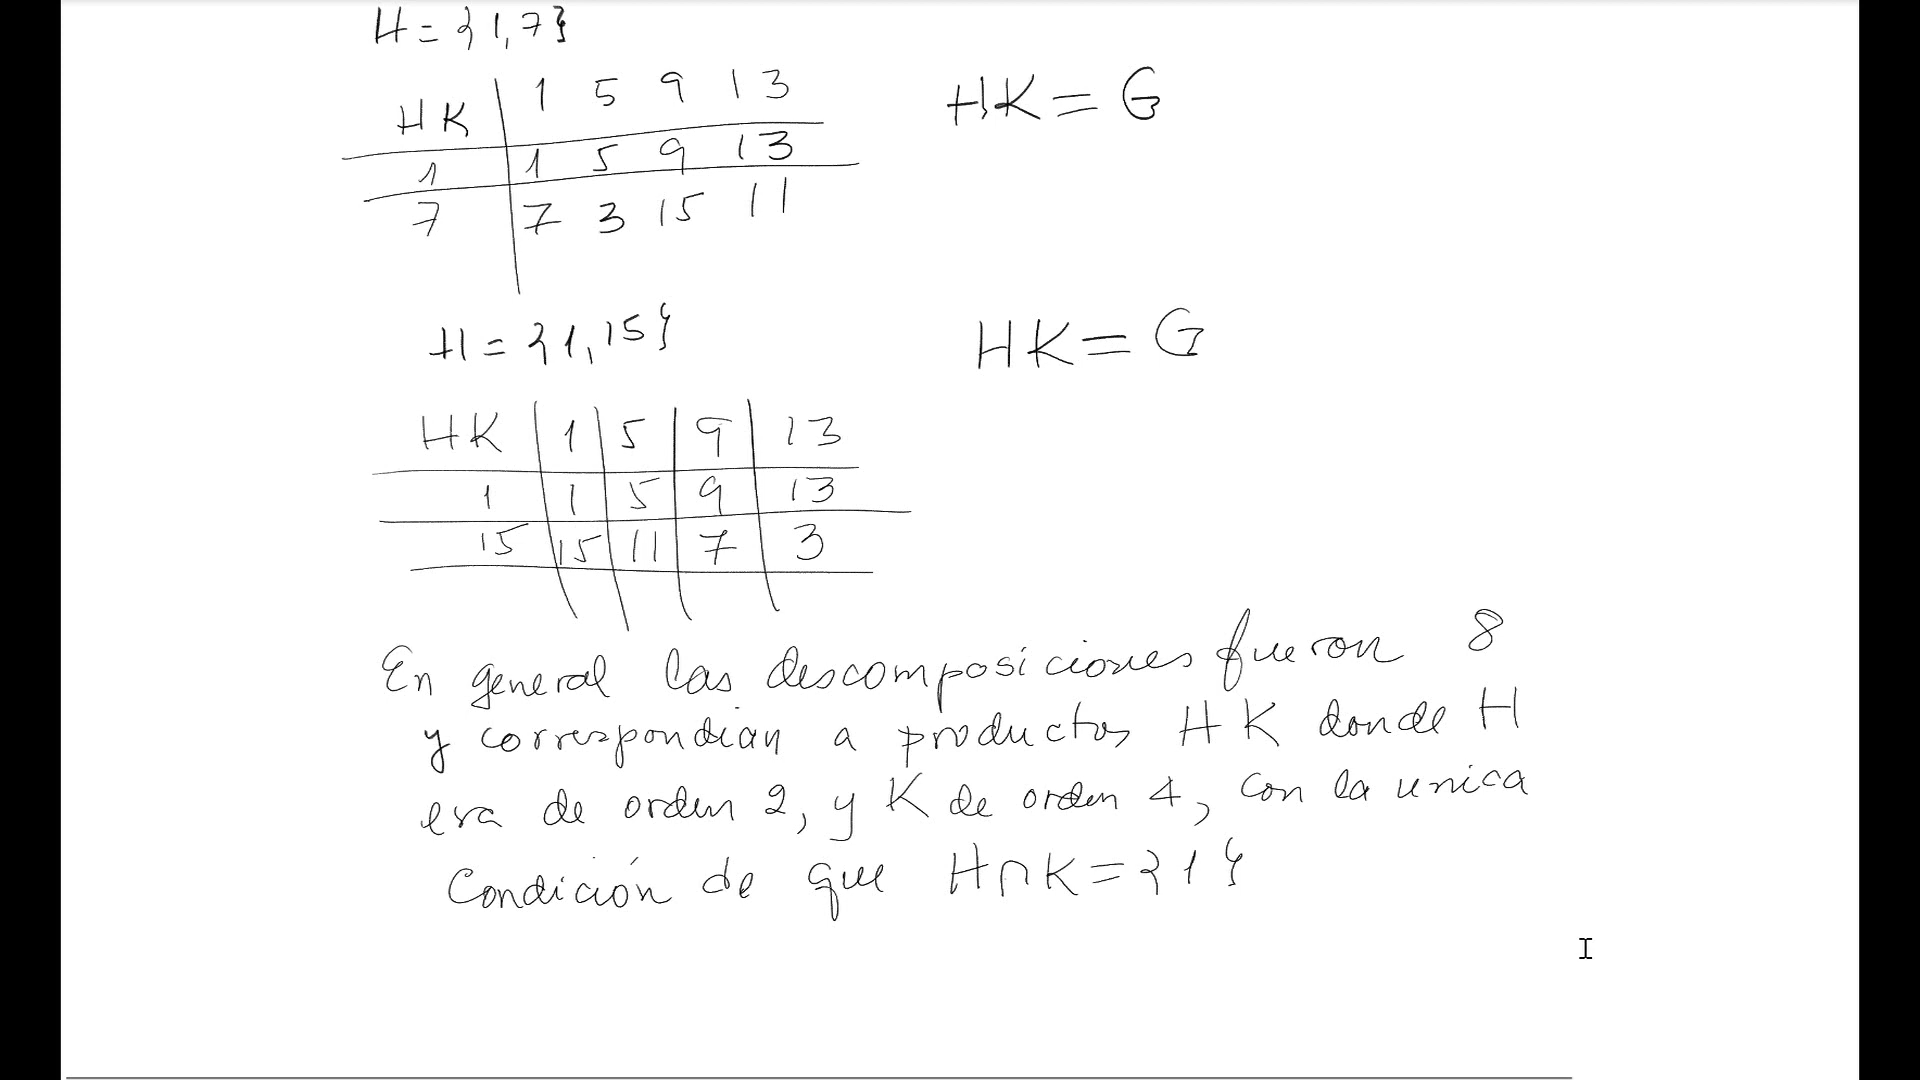 H = {1,7}
HK | 1 5 9 13
1 | 1 5 9 13
7 | 7 3 15 11
HK = G
H = {1,15}
HK = G
HK | 1 | 5 | 9 | 13
1 | 1 | 5 | 9 | 13
15 | 15 | 11 | 7 | 3
En general las descomposiciones fueron 8
y correspondian a productos HK donde H
era de orden 2, y K de orden 4, con la unica
Condición de que H∩K = {1}